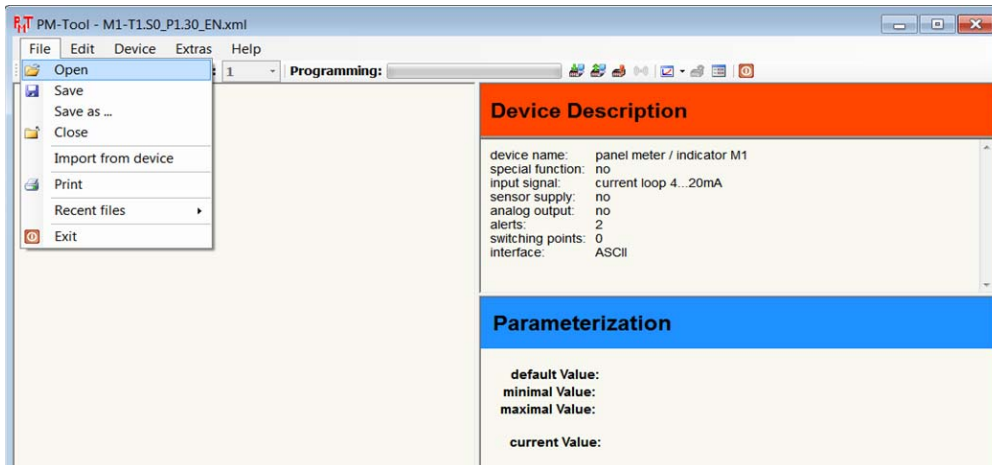 PM-Tool - M1-T1.S0_P1.30_EN.xml
File Edit Device Extras Help
Open
1 Programming:
Save
Save as ...
Close
Import from device
Print
Recent files
Exit
Device Description
device name: panel meter / indicator M1
special function: no
input signal: current loop 4...20mA
sensor supply: no
analog output: no
alerts: 2
switching points: 0
interface: ASCII
Parameterization
default Value:
minimal Value:
maximal Value:
current Value: